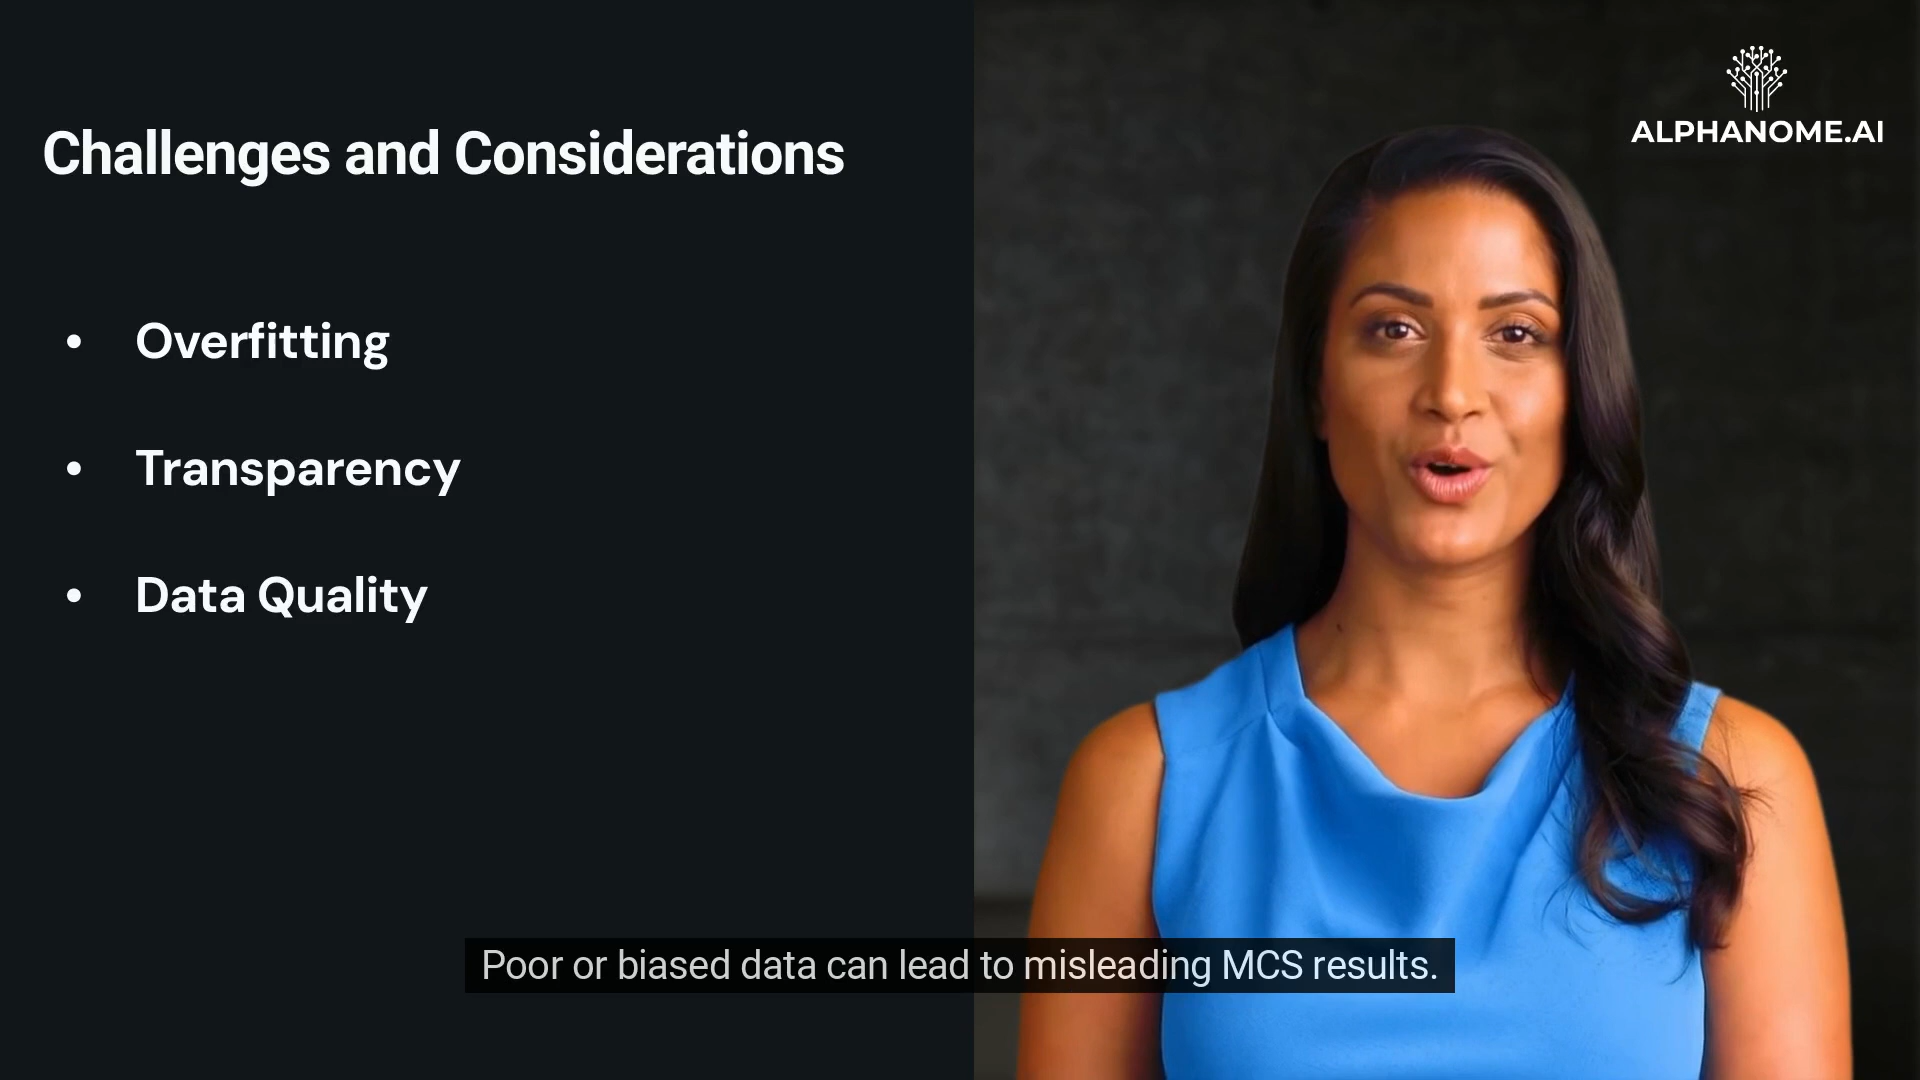 Challenges and Considerations
ALPHANOME.AI
• Overfitting
• Transparency
• Data Quality
Poor or biased data can lead to misleading MCS results.